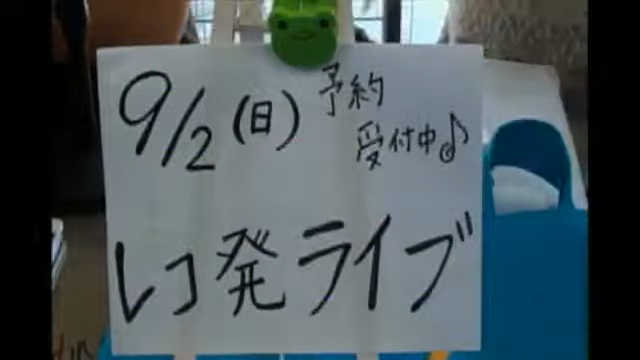 9/2(日) 予約
受付中♪
レコ発ライブ